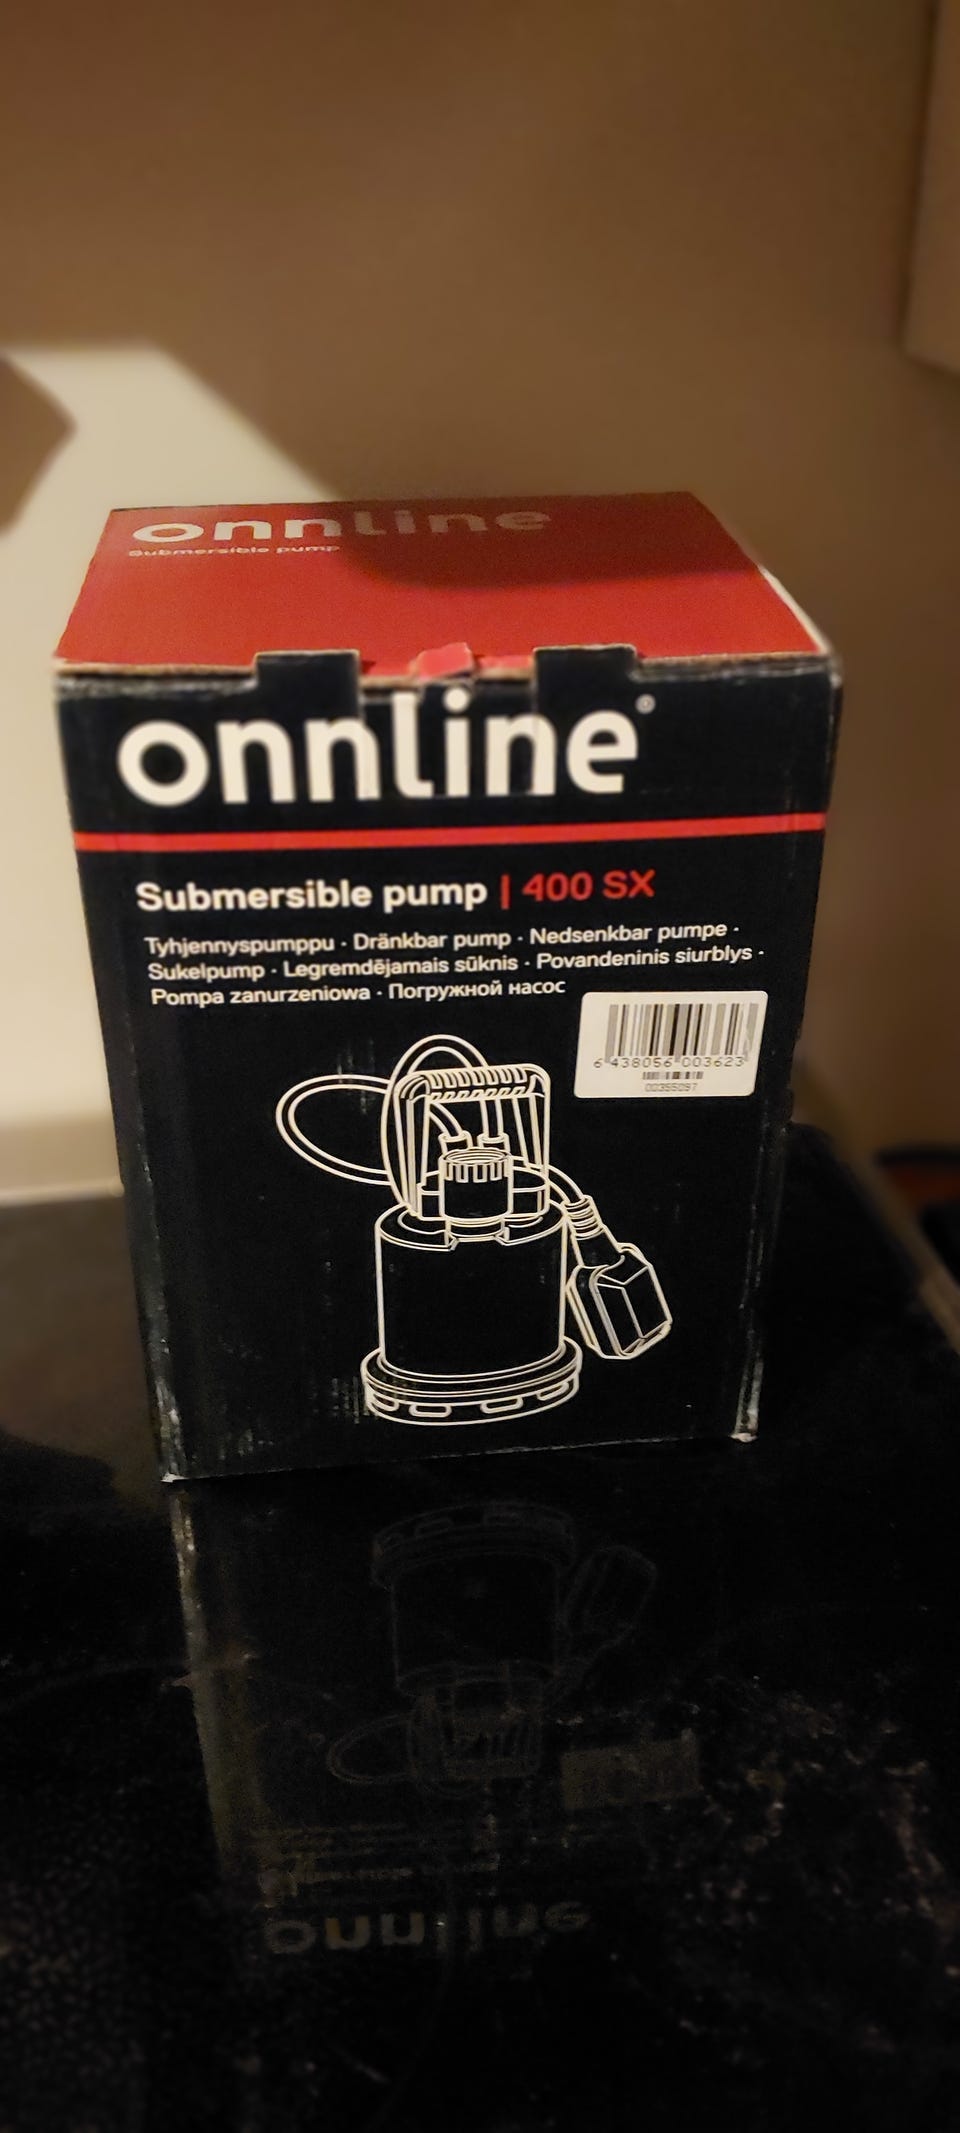 onnline
Submersible pump
onnline®
Submersible pump | 400 SX
Tyhjennyspumppu · Dränkbar pump · Nedsenkbar pumpe ·
Sukelpump · Legremdējamais sūknis · Povandeninis siurblys ·
Pompa zanurzeniowa · Погружной насос
6 438056 003623
00355097